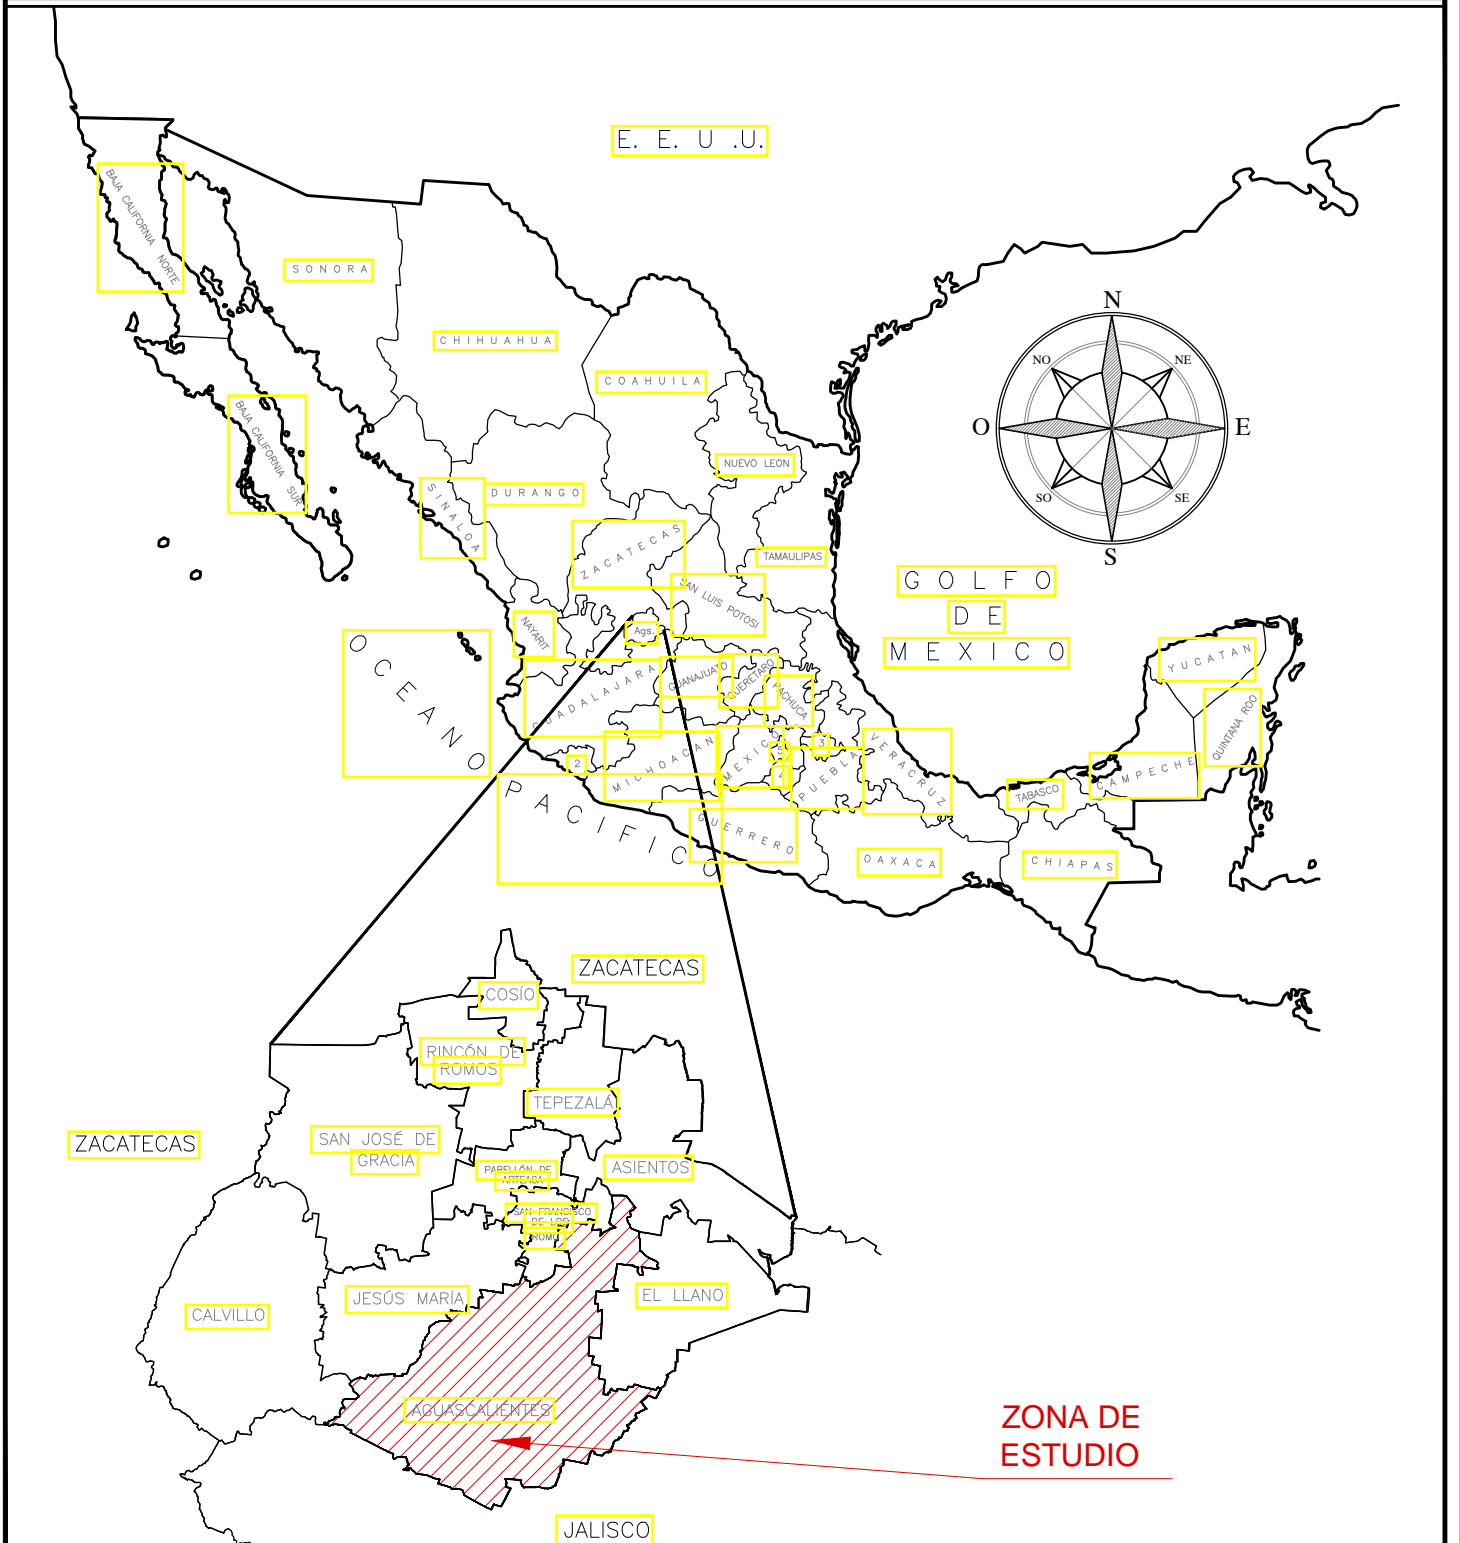 E. E. U .U.
BAJA CALIFORNIA NORTE
SONORA
CHIHUAHUA
COAHUILA
N
NO
NE
O
E
SO
SE
S
BAJA CALIFORNIA SUR
NUEVO LEON
SINALOA
DURANGO
ZACATECAS
TAMAULIPAS
SAN LUIS POTOSI
GOLFO
DE
MEXICO
NAYARIT
Ags.
OCEANO
GUADALAJARA
GUANAJUATO
QUERETARO
PACHUCA
YUCATAN
QUINTANA ROO
2
MICHOACAN
MEXICO
3
PUEBLA
VERACRUZ
TABASCO
CAMPECHE
PACIFICO
GUERRERO
OAXACA
CHIAPAS
ZACATECAS
COSÍO
RINCÓN DE
ROMOS
TEPEZALÁ
ZACATECAS
SAN JOSÉ DE
GRACIA
PABELLÓN DE
ARTEAGA
ASIENTOS
SAN FRANCISCO
DE LOS
ROMO
JESÚS MARÍA
EL LLANO
CALVILLO
AGUASCALIENTES
ZONA DE
ESTUDIO
JALISCO